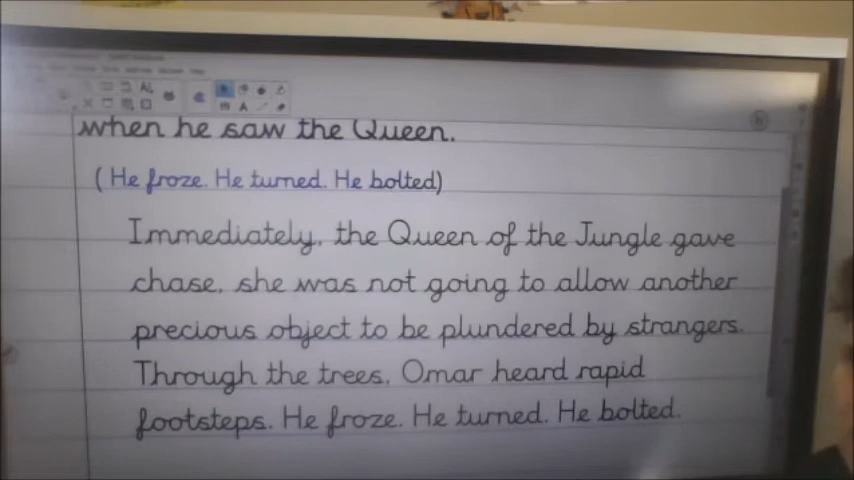 when he saw the Queen.
(He froze. He turned. He bolted)
Immediately, the Queen of the Jungle gave
chase, she was not going to allow another
precious object to be plundered by strangers.
Through the trees, Omar heard rapid
footsteps. He froze. He turned. He bolted.